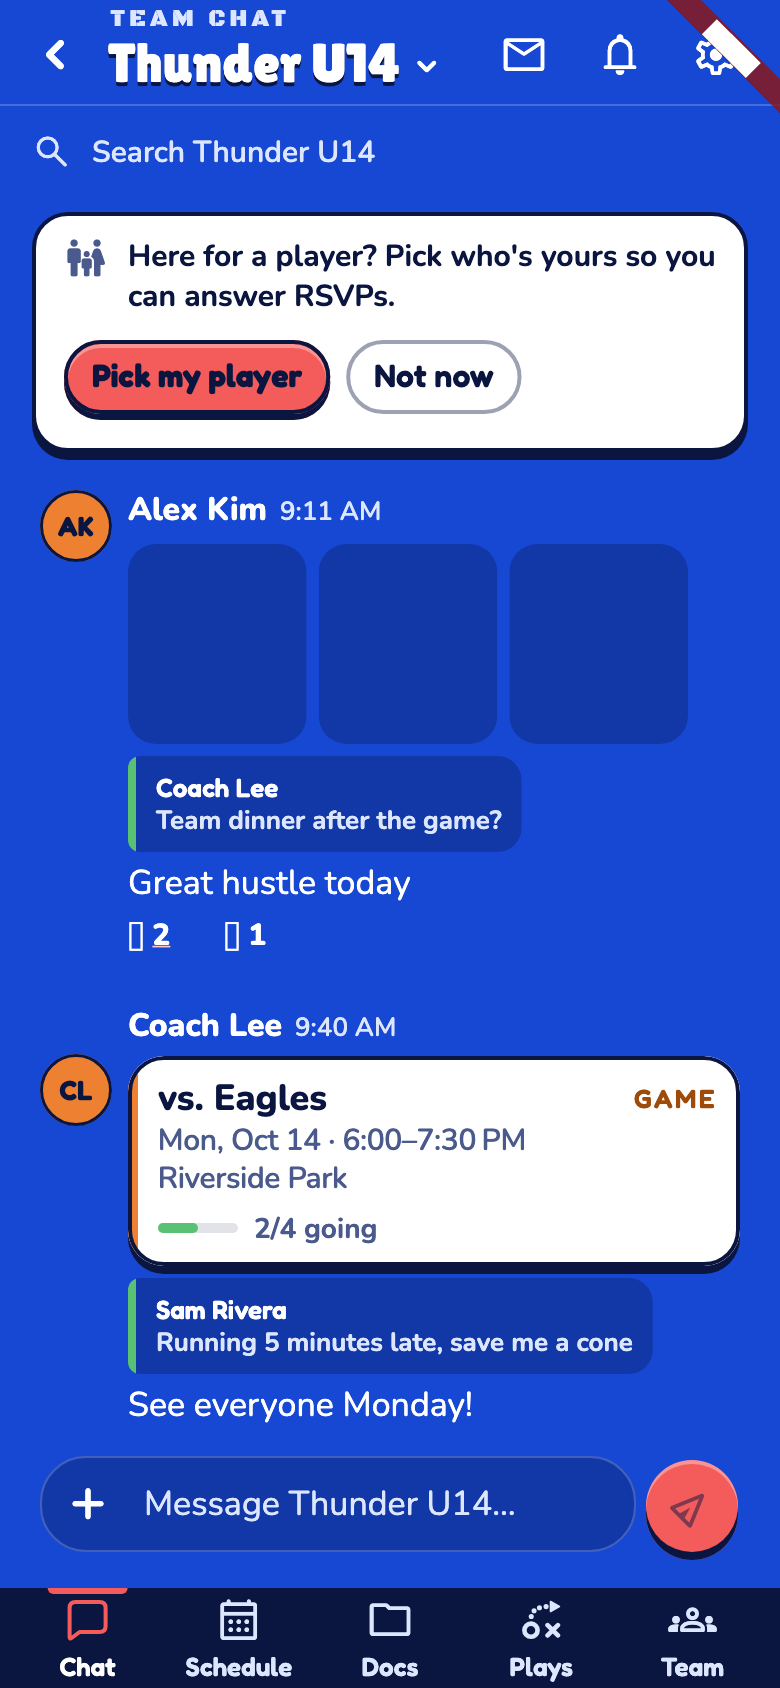 TEAM CHAT
Thunder U14
Search Thunder U14
Here for a player? Pick who's yours so you
can answer RSVPs.
Pick my player
Not now
AK
Alex Kim 9:11 AM
Coach Lee
Team dinner after the game?
Great hustle today
2
1
Coach Lee 9:40 AM
CL
vs. Eagles
GAME
Mon, Oct 14 · 6:00–7:30 PM
Riverside Park
2/4 going
Sam Rivera
Running 5 minutes late, save me a cone
See everyone Monday!
Message Thunder U14...
Chat
Schedule
Docs
Plays
Team